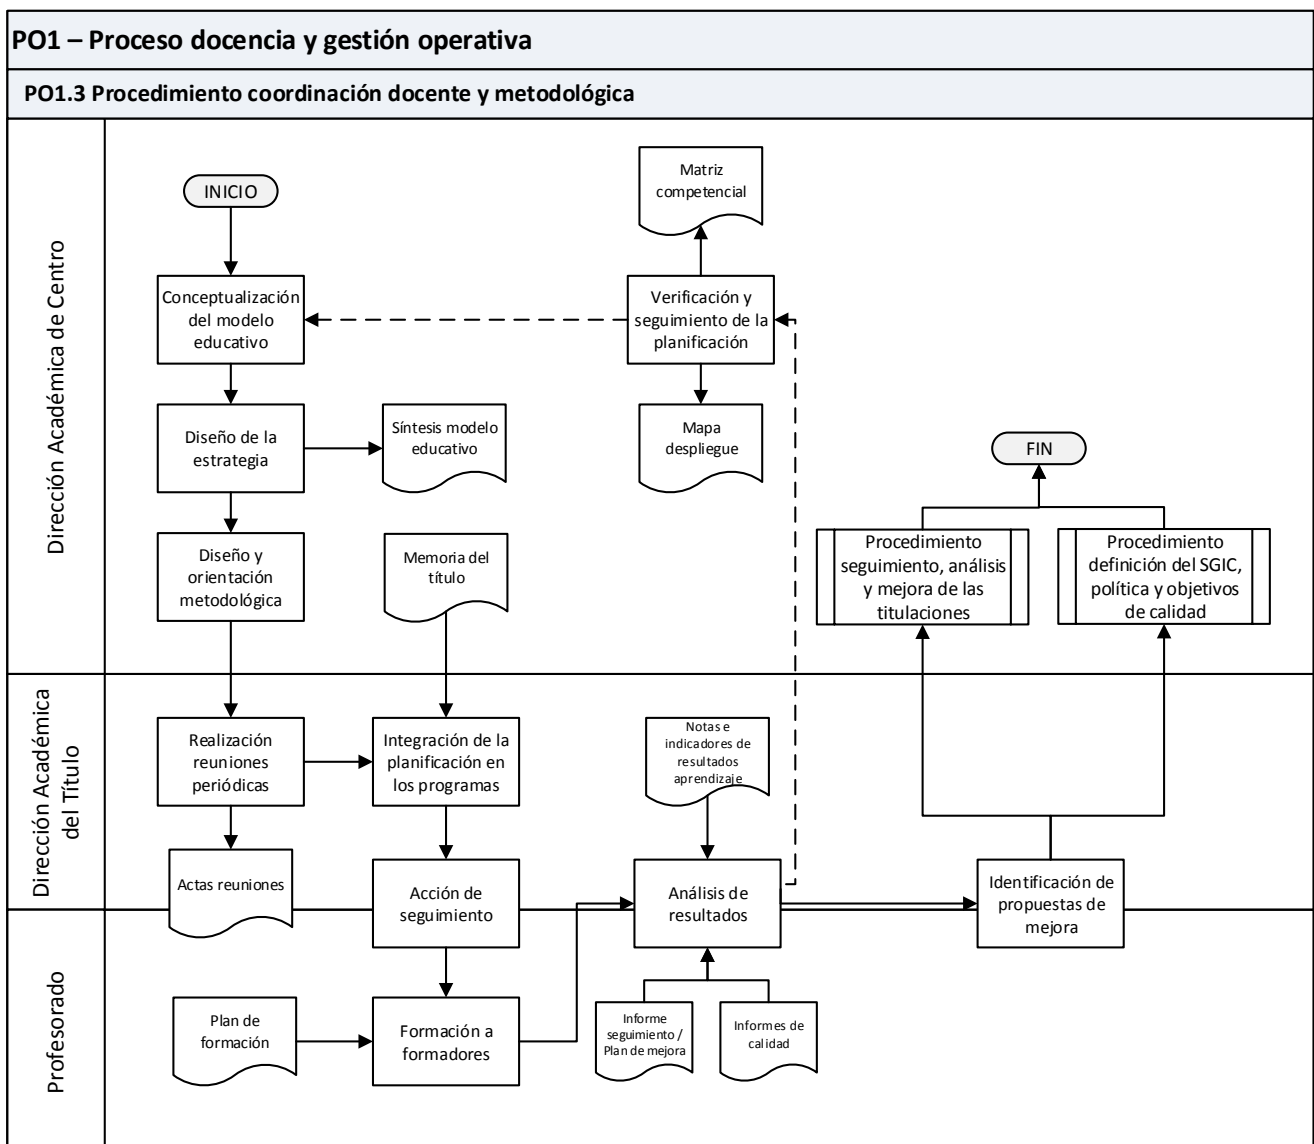 PO1 – Proceso docencia y gestión operativa
PO1.3 Procedimiento coordinación docente y metodológica
Dirección Académica de Centro
INICIO
Matriz
competencial
Conceptualización
del modelo
educativo
Verificación y
seguimiento de la
planificación
Diseño de la
estrategia
Síntesis modelo
educativo
Mapa
despliegue
FIN
Diseño y
orientación
metodológica
Memoria del
título
Procedimiento
seguimiento, análisis
y mejora de las
titulaciones
Procedimiento
definición del SGIC,
política y objetivos
de calidad
Dirección Académica
del Título
Realización
reuniones
periódicas
Integración de la
planificación en
los programas
Notas e
indicadores de
resultados
aprendizaje
Actas reuniones
Acción de
seguimiento
Análisis de
resultados
Identificación de
propuestas de
mejora
Profesorado
Plan de
formación
Formación a
formadores
Informe
seguimiento /
Plan de mejora
Informes de
calidad